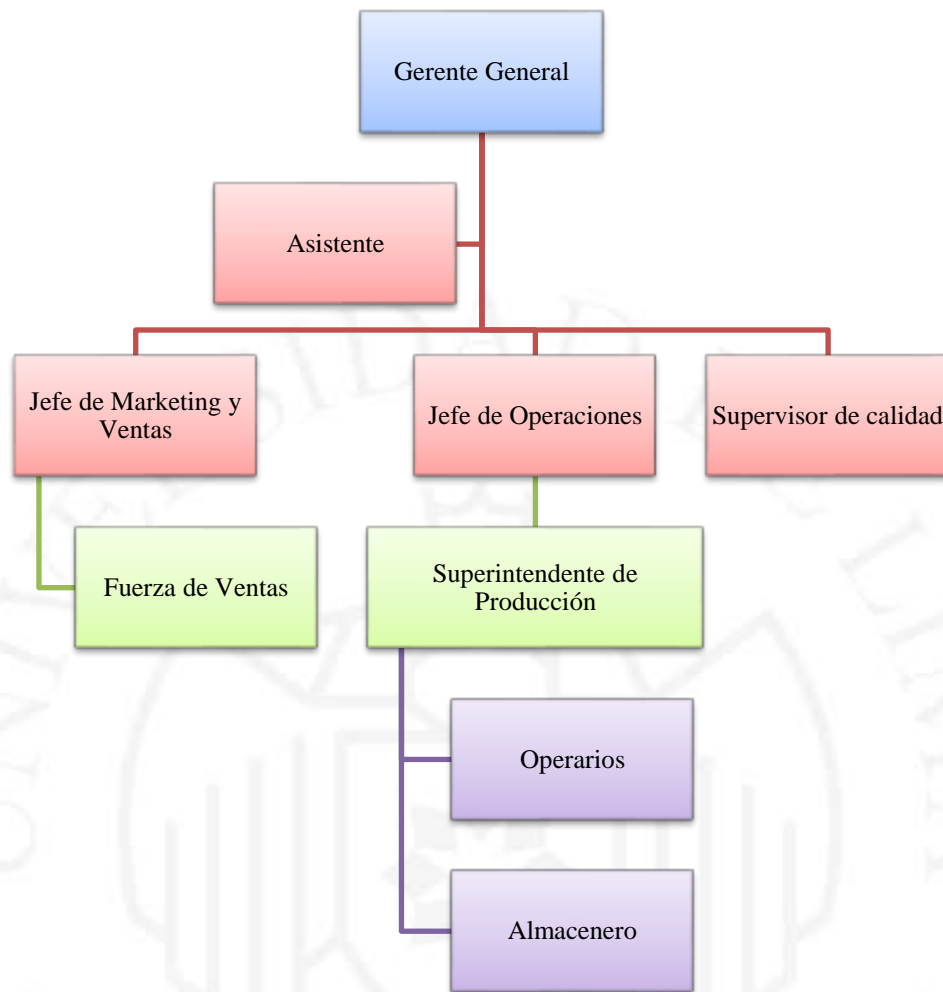 Gerente General
Asistente
Jefe de Marketing y
Ventas
Jefe de Operaciones
Supervisor de calidad
Fuerza de Ventas
Superintendente de
Producción
Operarios
Almacenero